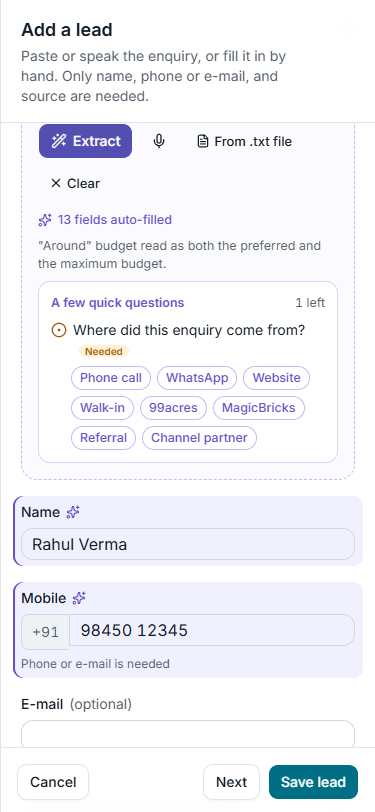 Add a lead
Paste or speak the enquiry, or fill it in by
hand. Only name, phone or e-mail, and
source are needed.
Extract
From .txt file
Clear
13 fields auto-filled
"Around" budget read as both the preferred and
the maximum budget.
A few quick questions 1 left
Where did this enquiry come from?
Needed
Phone call WhatsApp Website
Walk-in 99acres MagicBricks
Referral Channel partner
Name
Rahul Verma
Mobile
+91 98450 12345
Phone or e-mail is needed
E-mail (optional)
Cancel Next Save lead